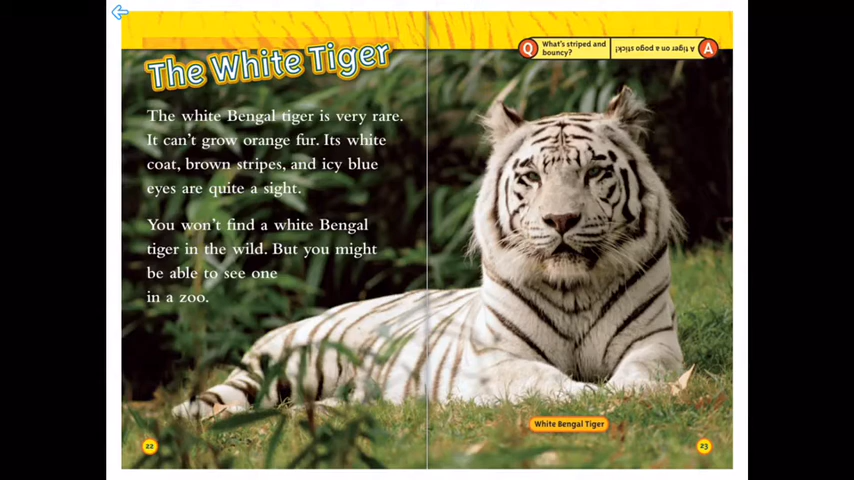 The White Tiger
The white Bengal tiger is very rare.
It can't grow orange fur. Its white
coat, brown stripes, and icy blue
eyes are quite a sight.
You won't find a white Bengal
tiger in the wild. But you might
be able to see one
in a zoo.
22
Q
What's striped and
bouncy?
A tiger on a pogo stick!
A
White Bengal Tiger
23